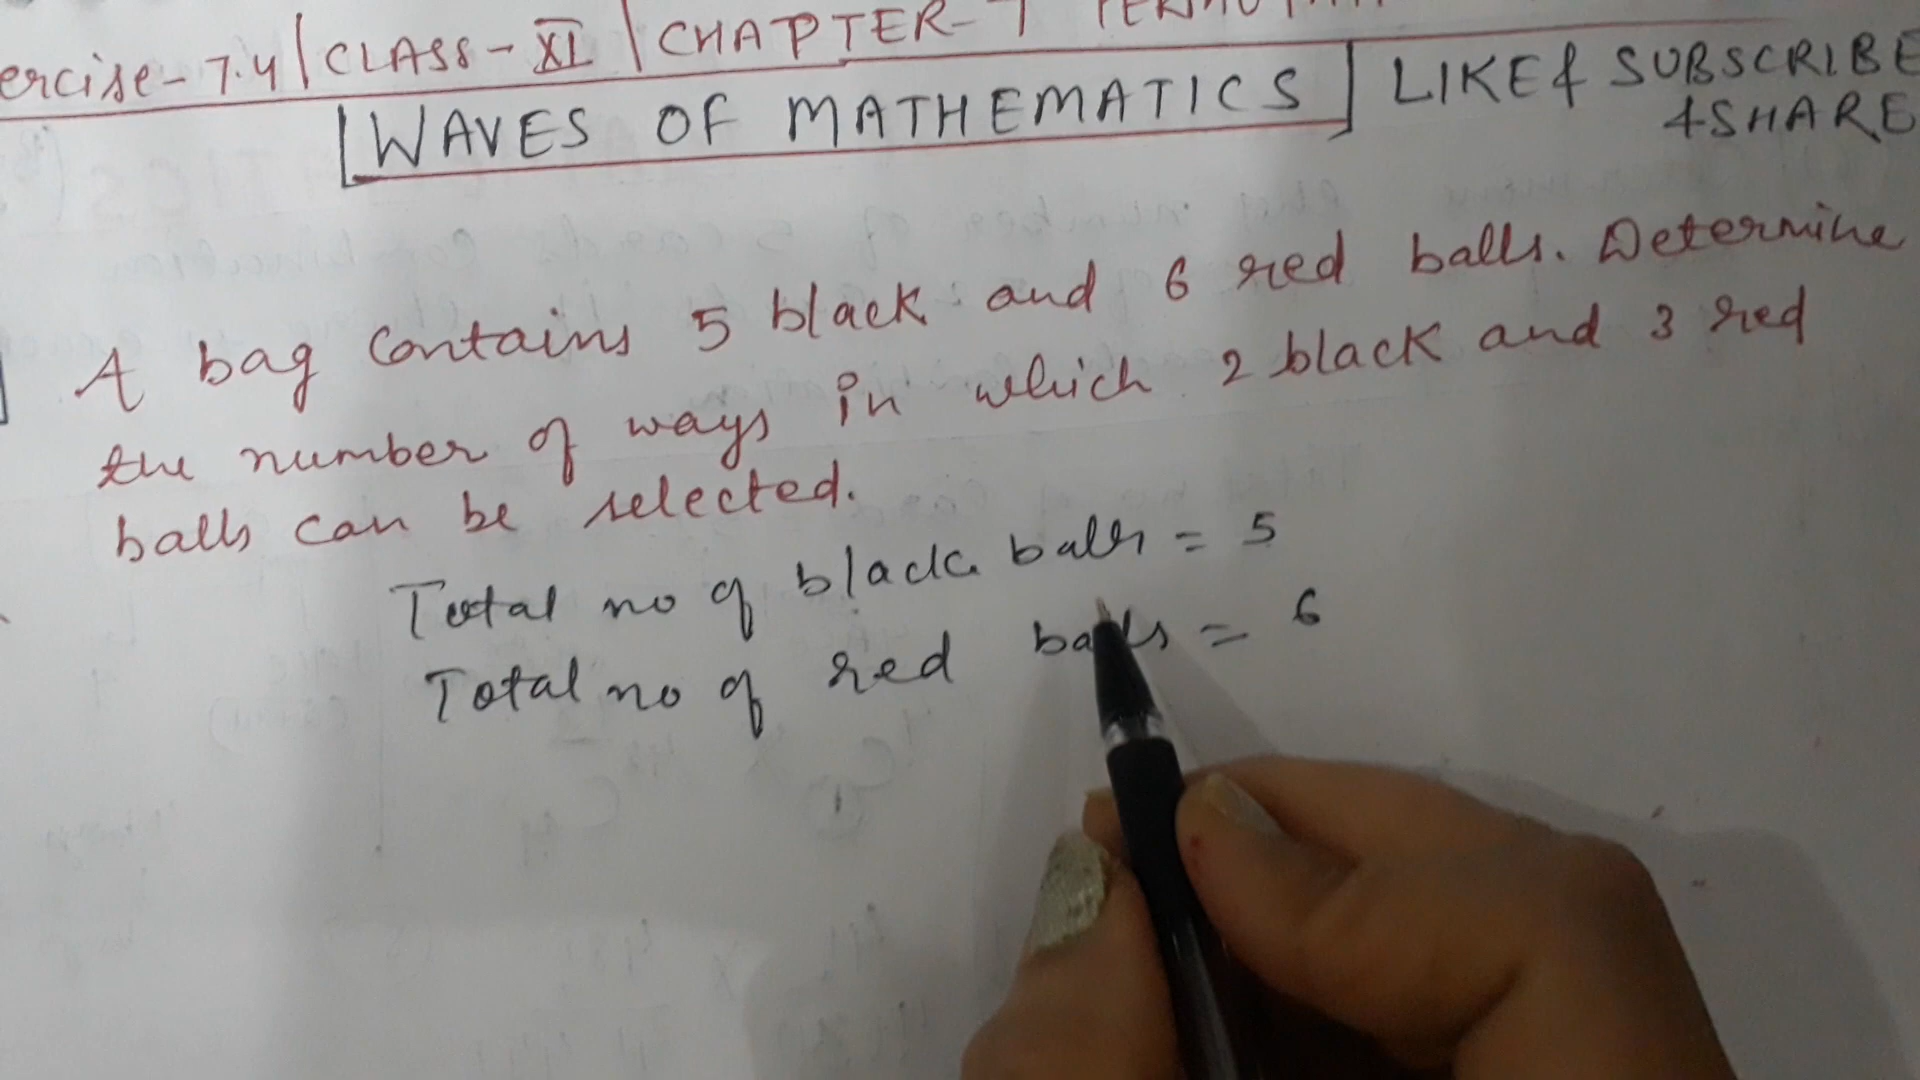 ercise-7.4 | CLASS-XI | CHAPTER-7
WAVES OF MATHEMATICS LIKE & SUBSCRIBE
& SHARE
A bag contains 5 black and 6 red balls. Determine
the number of ways in which 2 black and 3 red
balls can be selected.
Total no of black balls = 5
Total no of red balls = 6